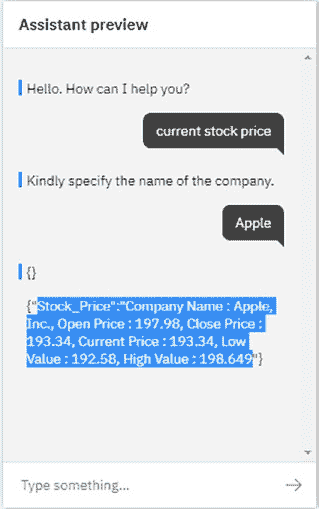 Assistant preview
Hello. How can I help you?
current stock price
Kindly specify the name of the company.
Apple
{}
{"Stock_Price":"Company Name : Apple,
Inc., Open Price : 197.98, Close Price :
193.34, Current Price : 193.34, Low
Value : 192.58, High Value : 198.649"}
Type something...